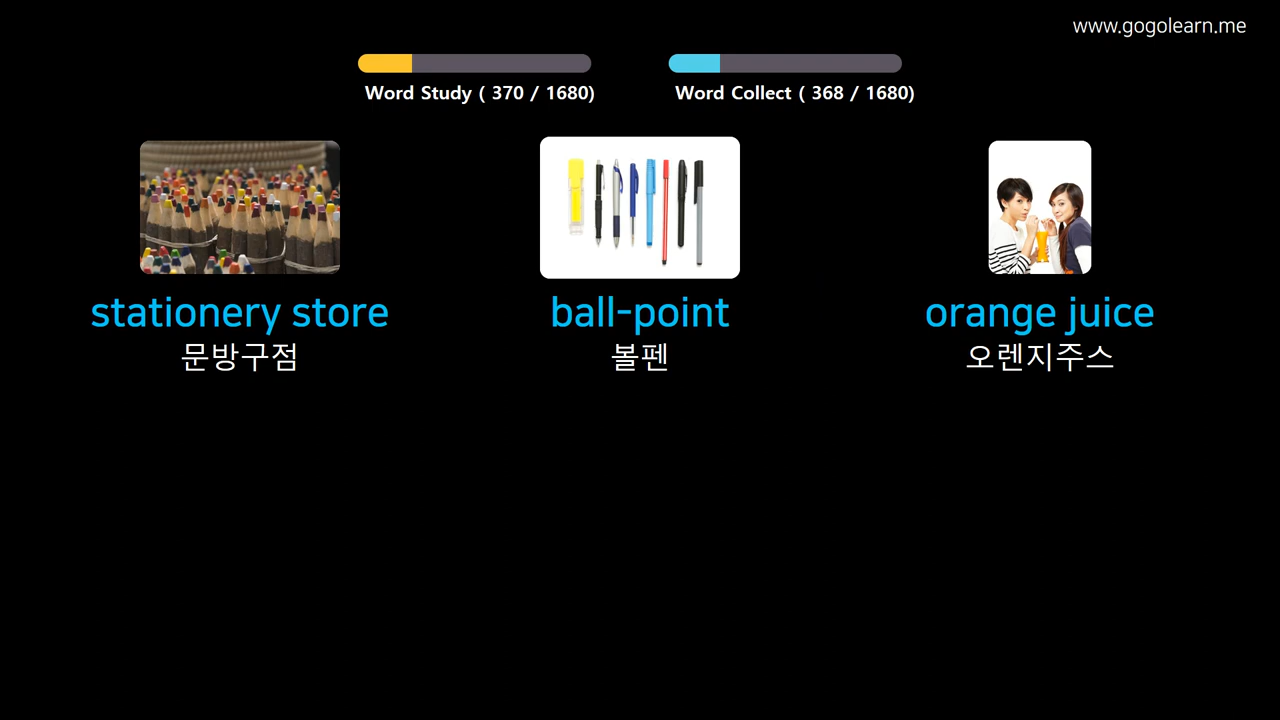 www.gogolearn.me
Word Study ( 370 / 1680)
Word Collect ( 368 / 1680)
stationery store
문방구점
ball-point
볼펜
orange juice
오렌지주스